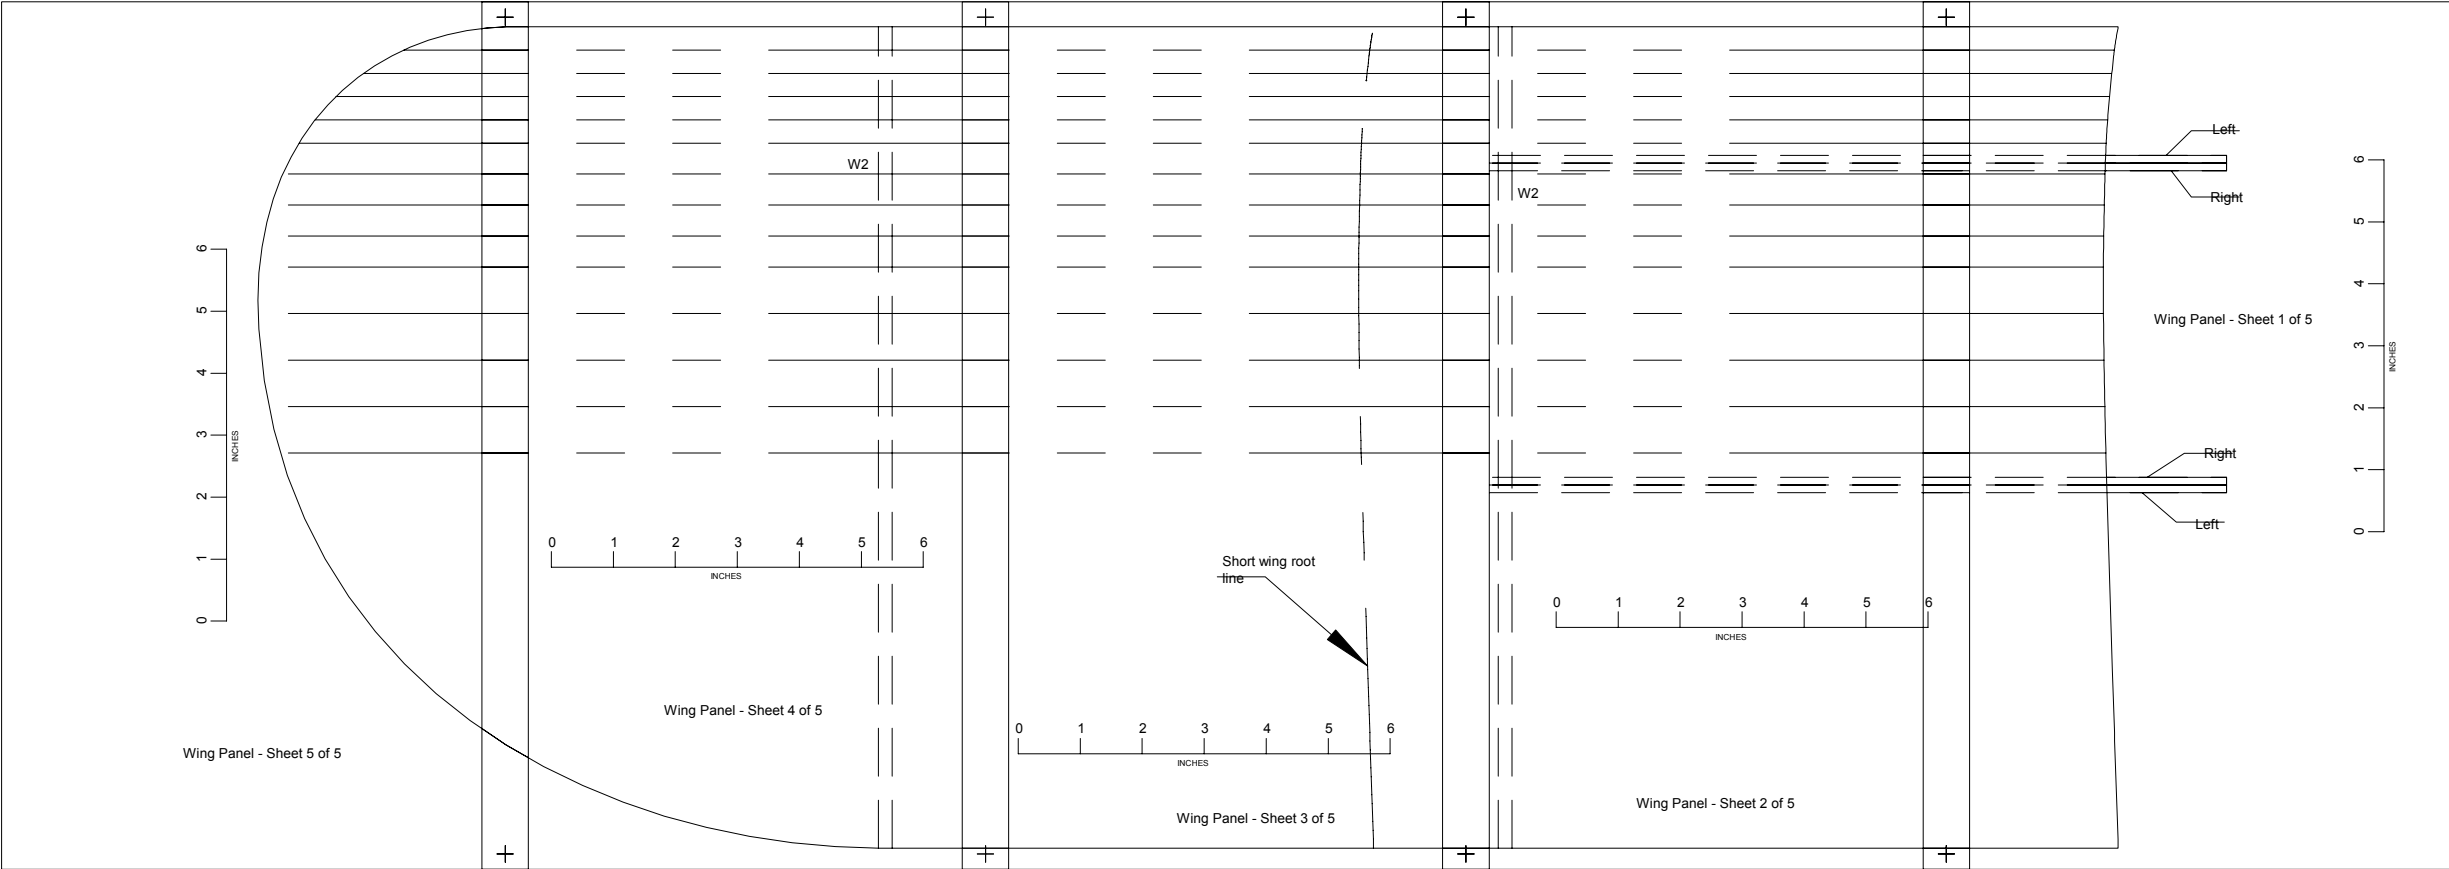 W2
W2
Left
Right
6
5
4
3
2
1
0
INCHES
Wing Panel - Sheet 1 of 5
6
5
4
3
2
1
0
INCHES
Right
Left
0 1 2 3 4 5 6
INCHES
Short wing root
line
0 1 2 3 4 5 6
INCHES
Wing Panel - Sheet 4 of 5
0 1 2 3 4 5 6
INCHES
Wing Panel - Sheet 5 of 5
Wing Panel - Sheet 3 of 5
Wing Panel - Sheet 2 of 5